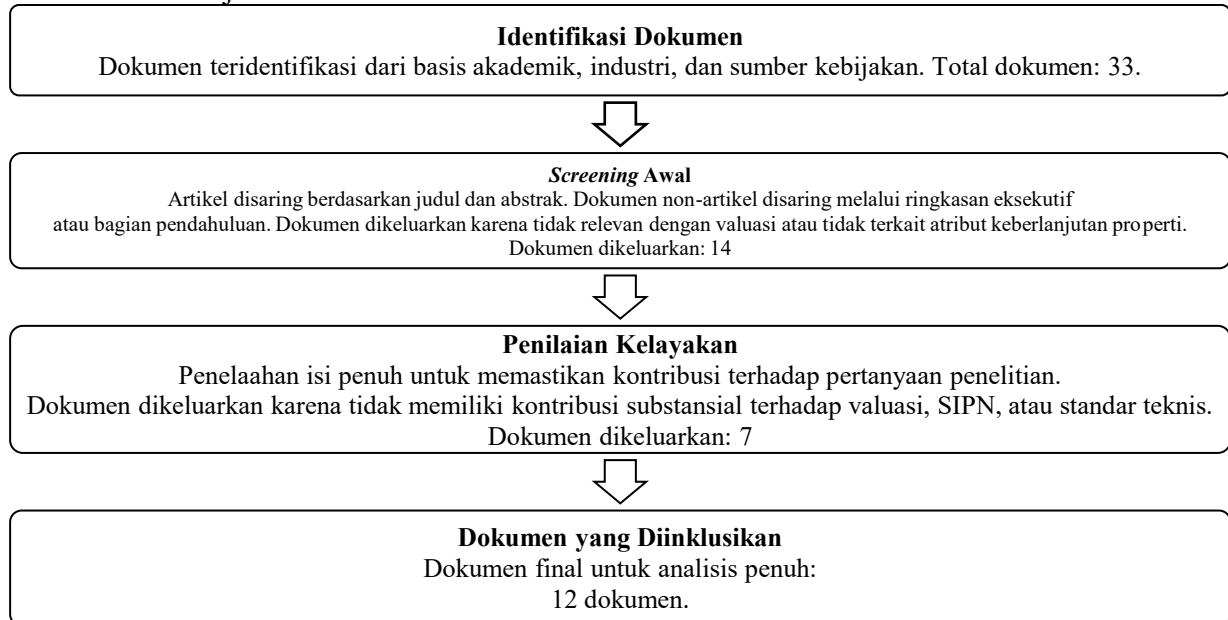 Identifikasi Dokumen
Dokumen teridentifikasi dari basis akademik, industri, dan sumber kebijakan. Total dokumen: 33.
Screening Awal
Artikel disaring berdasarkan judul dan abstrak. Dokumen non-artikel disaring melalui ringkasan eksekutif
atau bagian pendahuluan. Dokumen dikeluarkan karena tidak relevan dengan valuasi atau tidak terkait atribut keberlanjutan properti.
Dokumen dikeluarkan: 14
Penilaian Kelayakan
Penelaahan isi penuh untuk memastikan kontribusi terhadap pertanyaan penelitian.
Dokumen dikeluarkan karena tidak memiliki kontribusi substansial terhadap valuasi, SIPN, atau standar teknis.
Dokumen dikeluarkan: 7
Dokumen yang Diinklusikan
Dokumen final untuk analisis penuh:
12 dokumen.